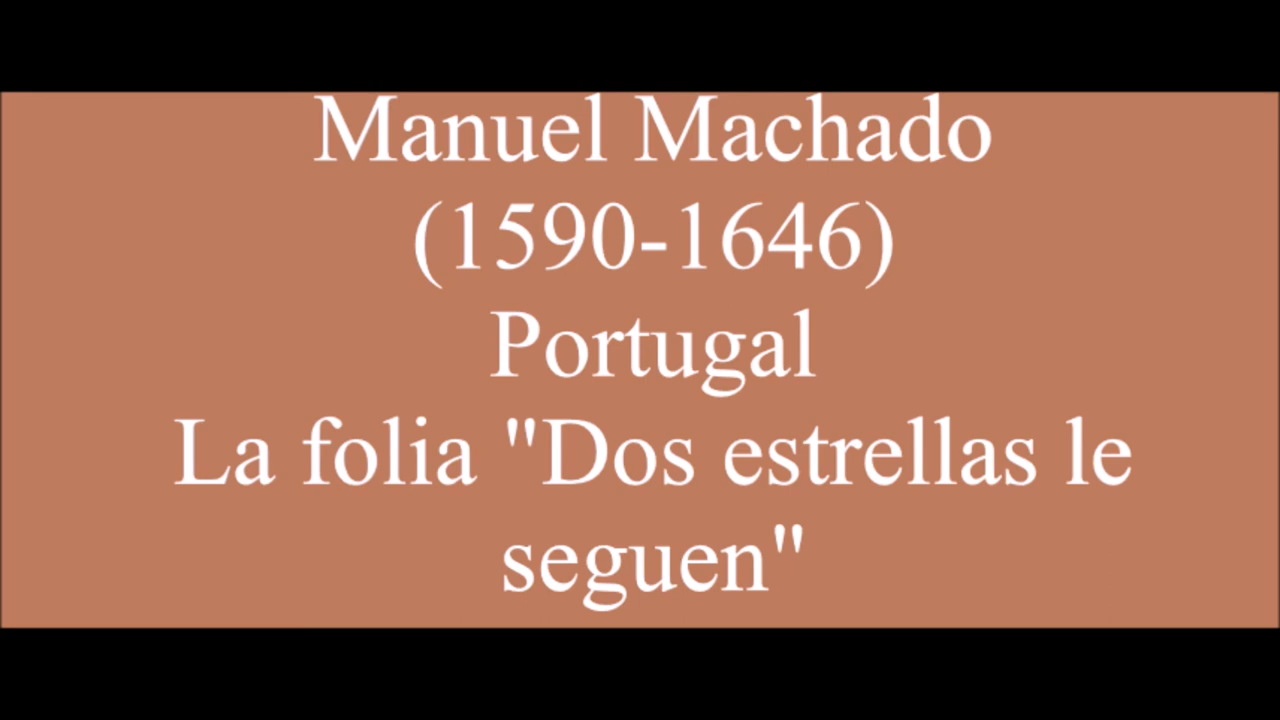 Manuel Machado
(1590-1646)
Portugal
La folia "Dos estrellas le
seguen"